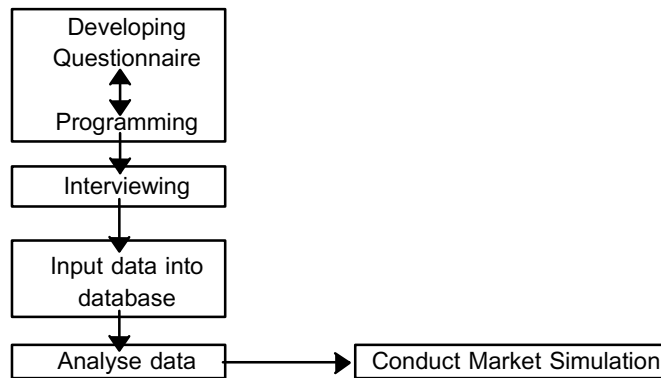 Developing
Questionnaire
Programming
Interviewing
Input data into
database
Analyse data
Conduct Market Simulation